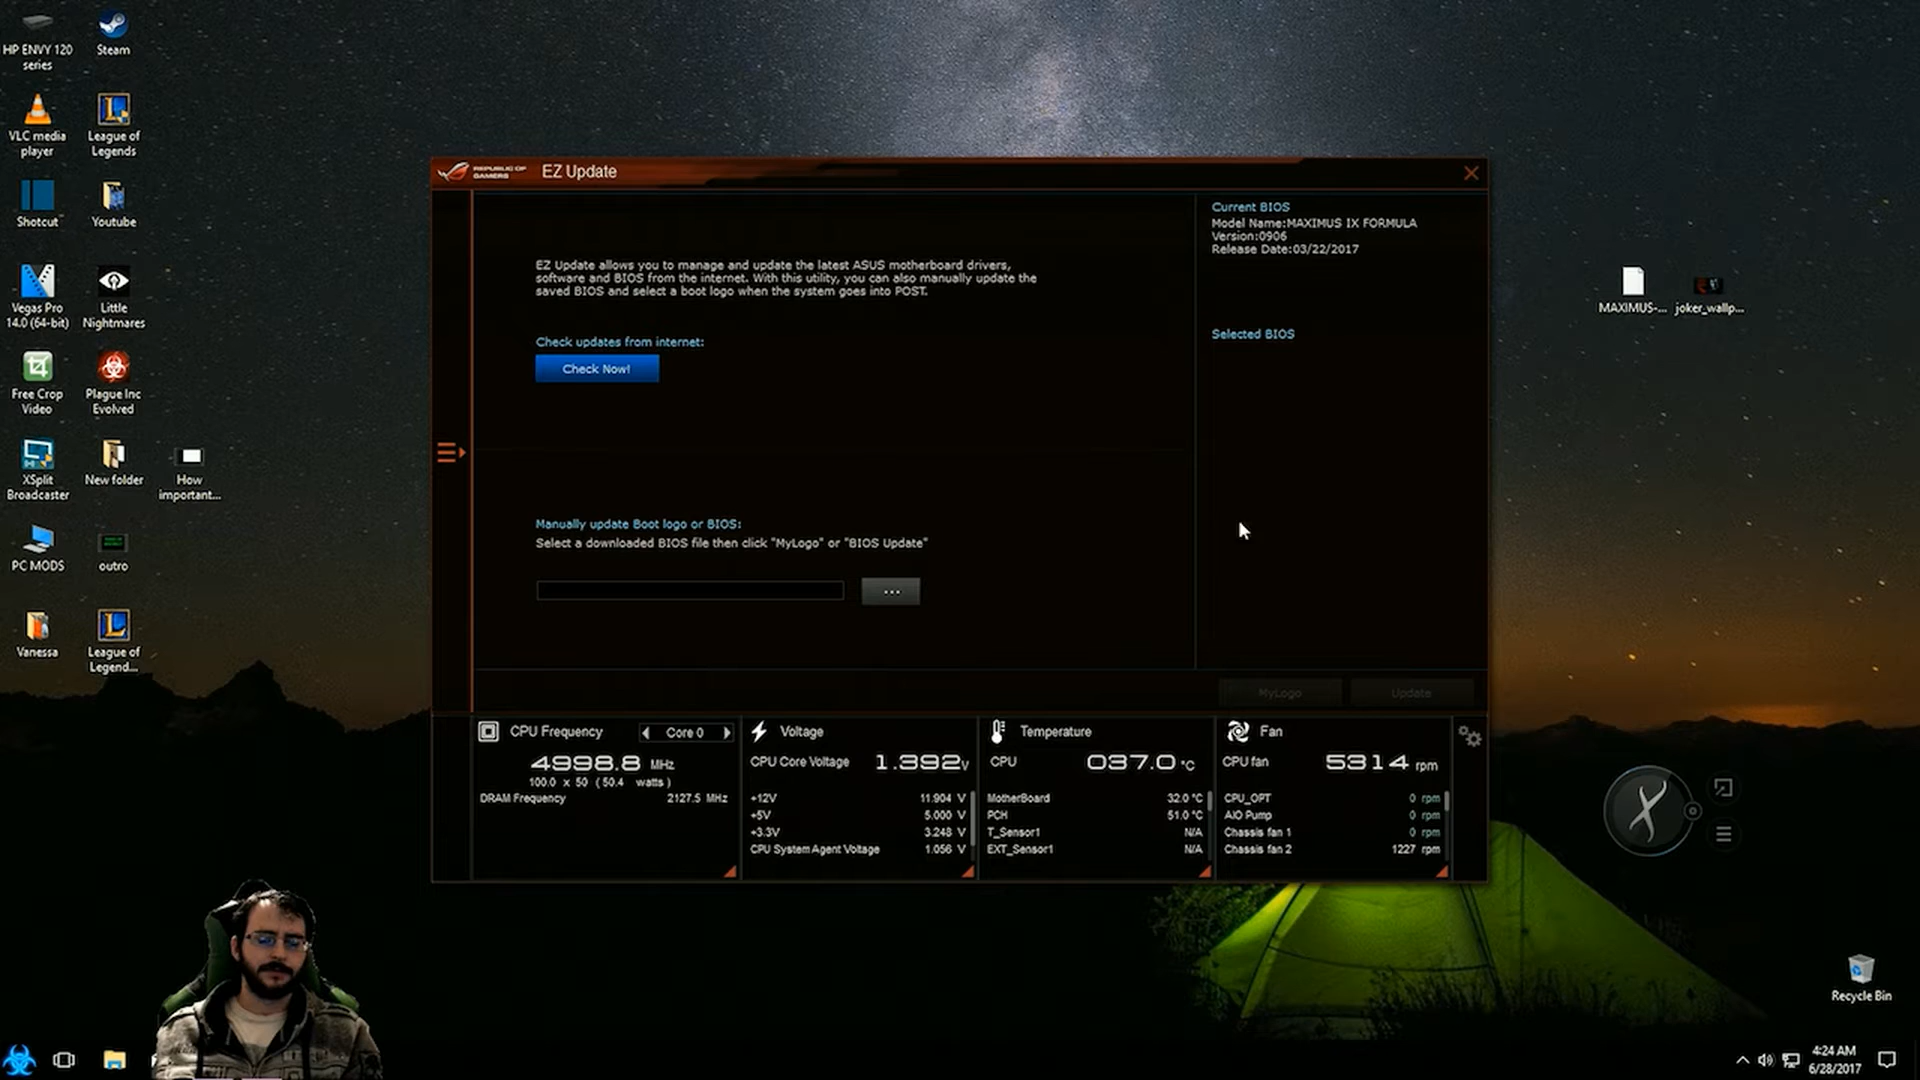 HP ENVY 120
series
Steam
VLC media
player
League of
Legends
Shotcut
Youtube
Vegas Pro
14.0 (64-bit)
Little
Nightmares
Free Crop
Video
Plague Inc
Evolved
XSplit
Broadcaster
New folder
How
important...
PC MODS
outro
Vanessa
League of
Legend...
REPUBLIC OF
GAMERS
EZ Update
EZ Update allows you to manage and update the latest ASUS motherboard drivers,
software and BIOS from the internet. With this utility, you can also manually update the
saved BIOS and select a boot logo when the system goes into POST.
Check updates from internet:
Check Now!
Manually update Boot logo or BIOS:
Select a downloaded BIOS file then click "MyLogo" or "BIOS Update"
...
Current BIOS
Model Name:MAXIMUS IX FORMULA
Version:0906
Release Date:03/22/2017
Selected BIOS
MyLogo
Update
CPU Frequency
Core 0
4998.8 MHz
100.0 x 50 ( 50.4 watts )
DRAM Frequency 2127.5 MHz
Voltage
CPU Core Voltage 1.392 V
+12V 11.904 V
+5V 5.000 V
+3.3V 3.248 V
CPU System Agent Voltage 1.056 V
Temperature
CPU 037.0 °C
MotherBoard 32.0 °C
PCH 51.0 °C
T_Sensor1 N/A
EXT_Sensor1 N/A
Fan
CPU fan 5314 rpm
CPU_OPT 0 rpm
AIO Pump 0 rpm
Chassis fan 1 0 rpm
Chassis fan 2 1227 rpm
MAXIMUS-...
joker_wallp...
Recycle Bin
4:24 AM
6/28/2017